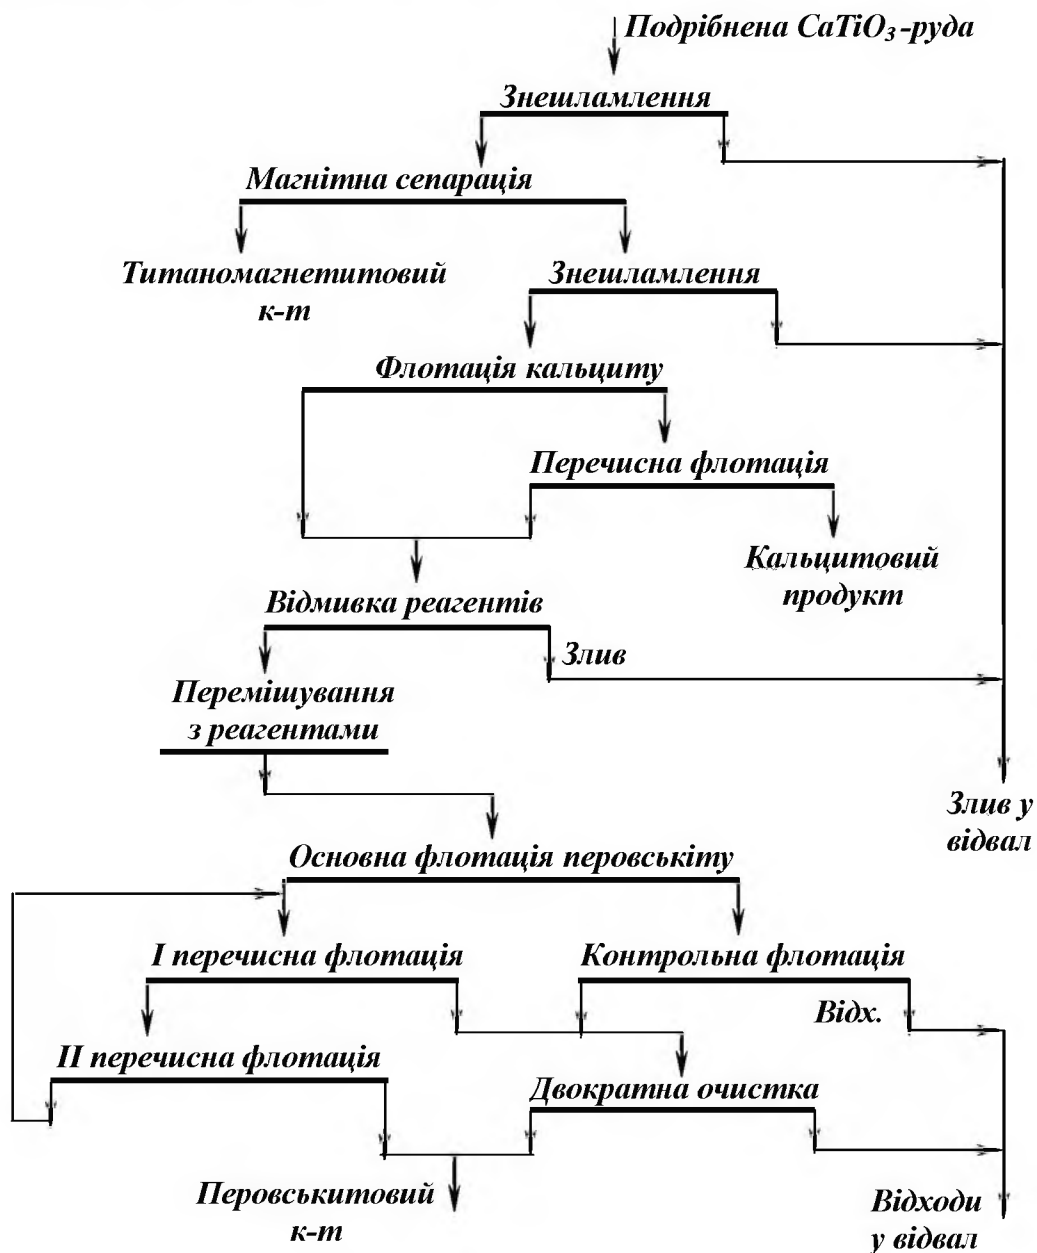 Подрібнена CaTiO₃-руда
Знешламлення
Магнітна сепарація
Титаномагнетитовий
к-т
Знешламлення
Флотація кальциту
Перечисна флотація
Кальцитовий
продукт
Відмивка реагентів
Злив
Перемішування
з реагентами
Злив у
відвал
Основна флотація перовськіту
І перечисна флотація
Контрольна флотація
Відх.
ІІ перечисна флотація
Двократна очистка
Перовськитовий
к-т
Відходи
у відвал